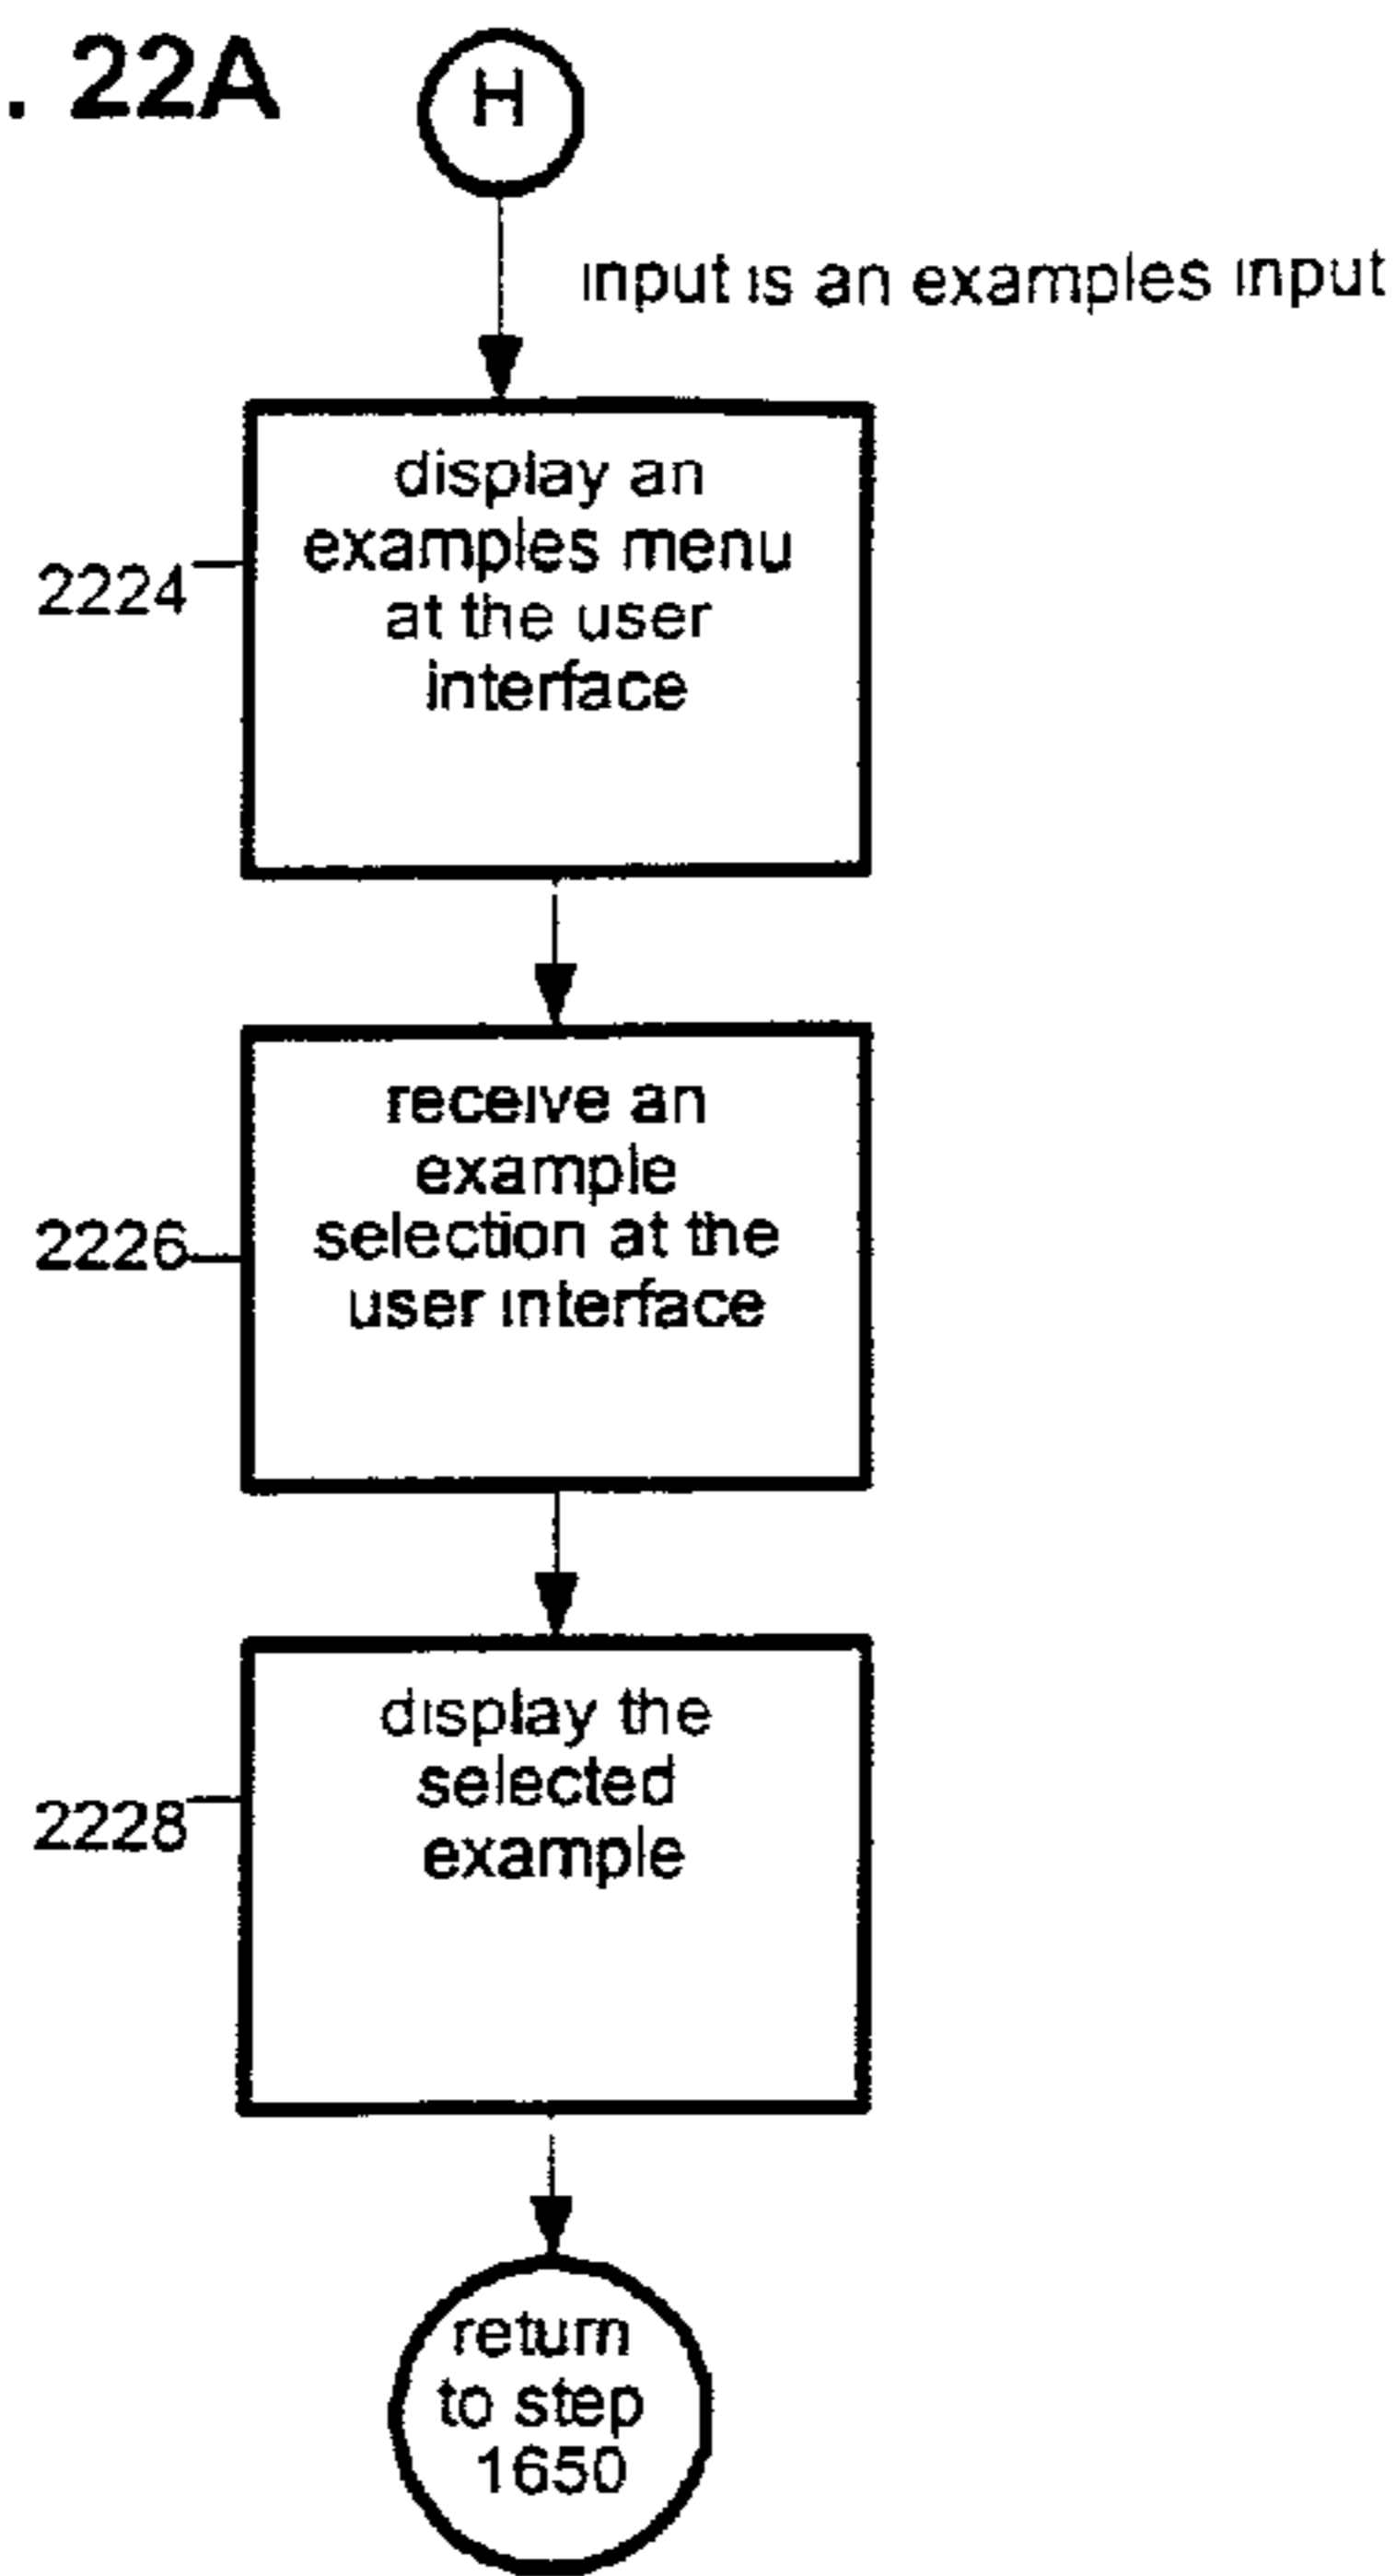 . 22A
H
input is an examples input
display an
examples menu
at the user
interface
2224
receive an
example
selection at the
user interface
2226
display the
selected
example
2228
return
to step
1650